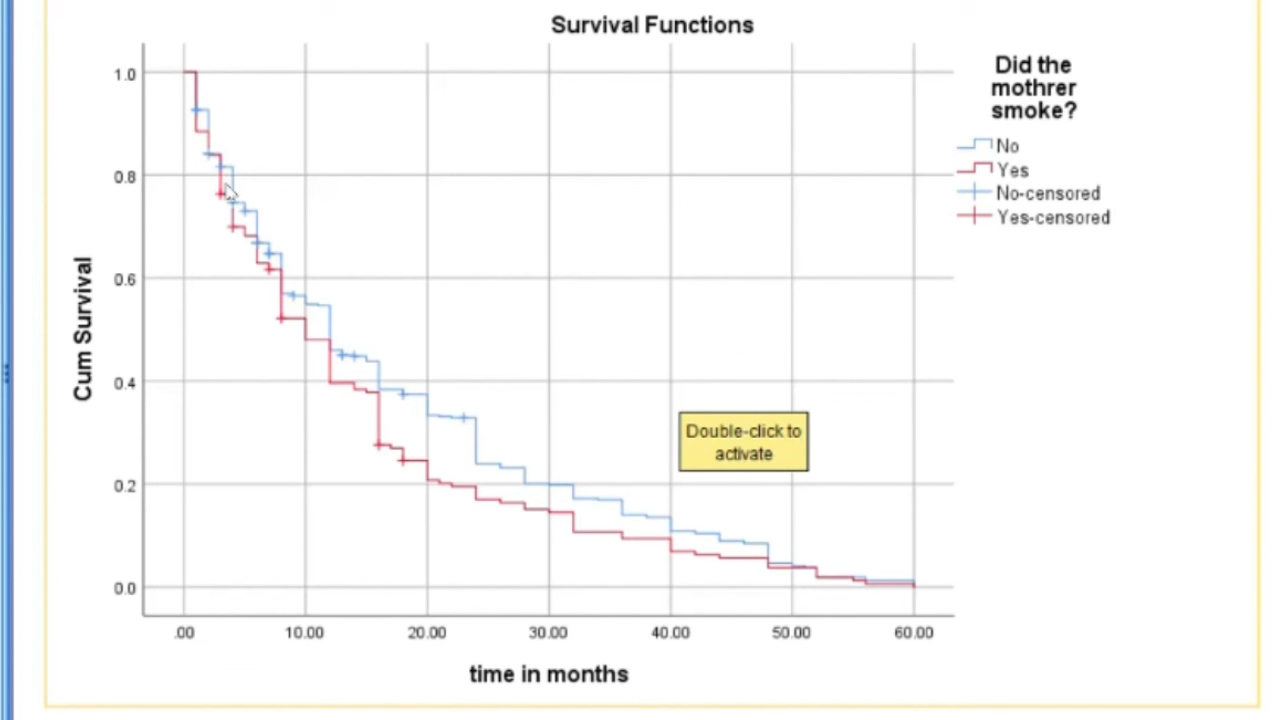 Survival Functions
Did the
mothrer
smoke?
No
Yes
No-censored
Yes-censored
Cum Survival
1.0
0.8
0.6
0.4
0.2
0.0
Double-click to
activate
.00 10.00 20.00 30.00 40.00 50.00 60.00
time in months